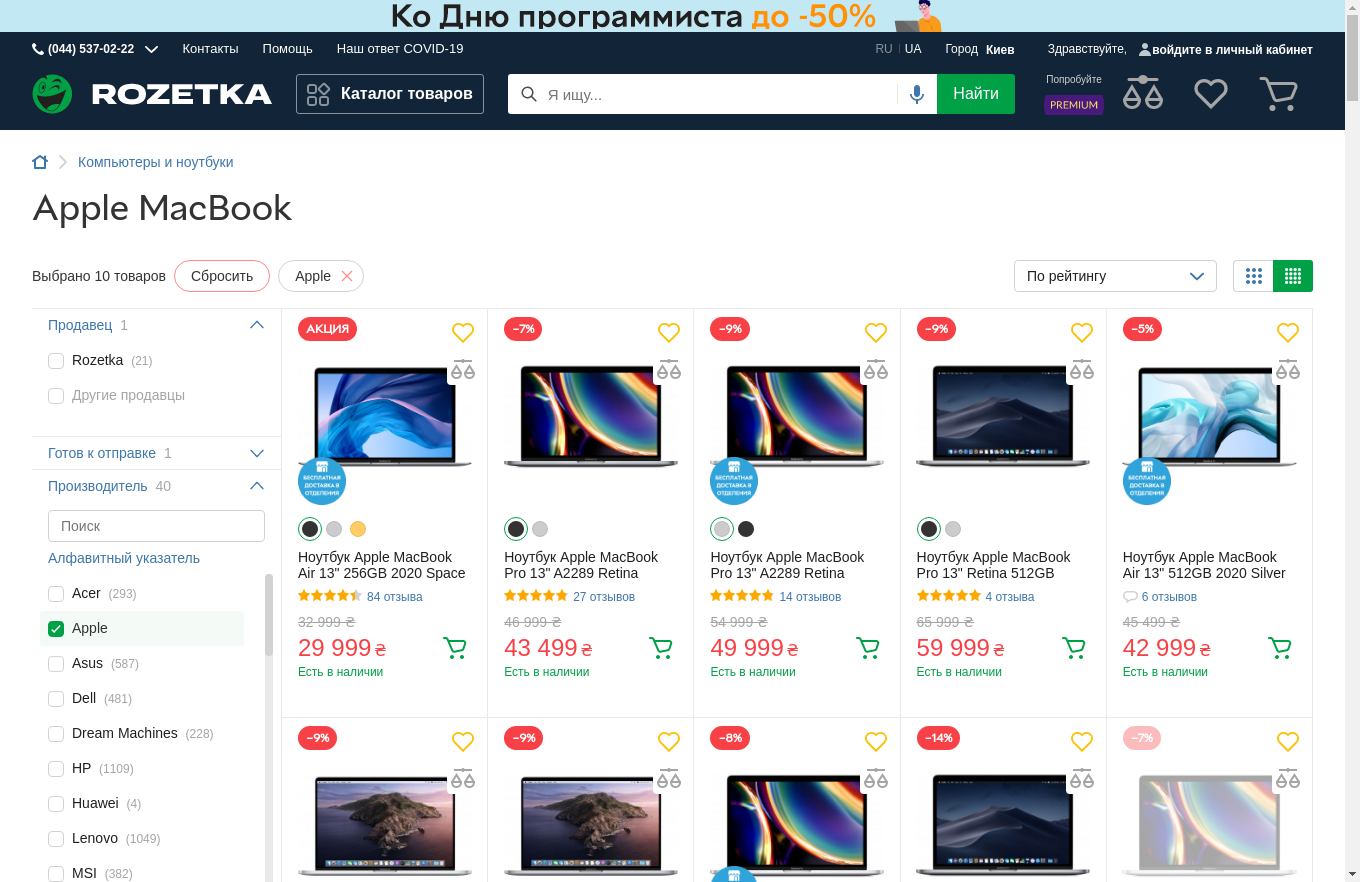 Ко Дню программиста до -50%
(044) 537-02-22 Контакты Помощь Наш ответ COVID-19 RU UA Город Киев Здравствуйте, войдите в личный кабинет
ROZETKA Каталог товаров Я ищу... Найти Попробуйте
PREMIUM
Компьютеры и ноутбуки
Apple MacBook
Выбрано 10 товаров Сбросить Apple По рейтингу
Продавец 1
Rozetka (21)
Другие продавцы
Готов к отправке 1
Производитель 40
Поиск
Алфавитный указатель
Acer (293)
Apple
Asus (587)
Dell (481)
Dream Machines (228)
HP (1109)
Huawei (4)
Lenovo (1049)
MSI (382)
АКЦИЯ
БЕСПЛАТНАЯ
ДОСТАВКА В
ОТДЕЛЕНИЯ
Ноутбук Apple MacBook
Air 13" 256GB 2020 Space
84 отзыва
32 999 ₴
29 999 ₴
Есть в наличии
-7%
Ноутбук Apple MacBook
Pro 13" A2289 Retina
27 отзывов
46 999 ₴
43 499 ₴
Есть в наличии
-9%
БЕСПЛАТНАЯ
ДОСТАВКА В
ОТДЕЛЕНИЯ
Ноутбук Apple MacBook
Pro 13" A2289 Retina
14 отзывов
54 999 ₴
49 999 ₴
Есть в наличии
-9%
Ноутбук Apple MacBook
Pro 13" Retina 512GB
4 отзыва
65 999 ₴
59 999 ₴
Есть в наличии
-5%
БЕСПЛАТНАЯ
ДОСТАВКА В
ОТДЕЛЕНИЯ
Ноутбук Apple MacBook
Air 13" 512GB 2020 Silver
6 отзывов
45 499 ₴
42 999 ₴
Есть в наличии
-9%
-9%
-8%
-14%
-7%